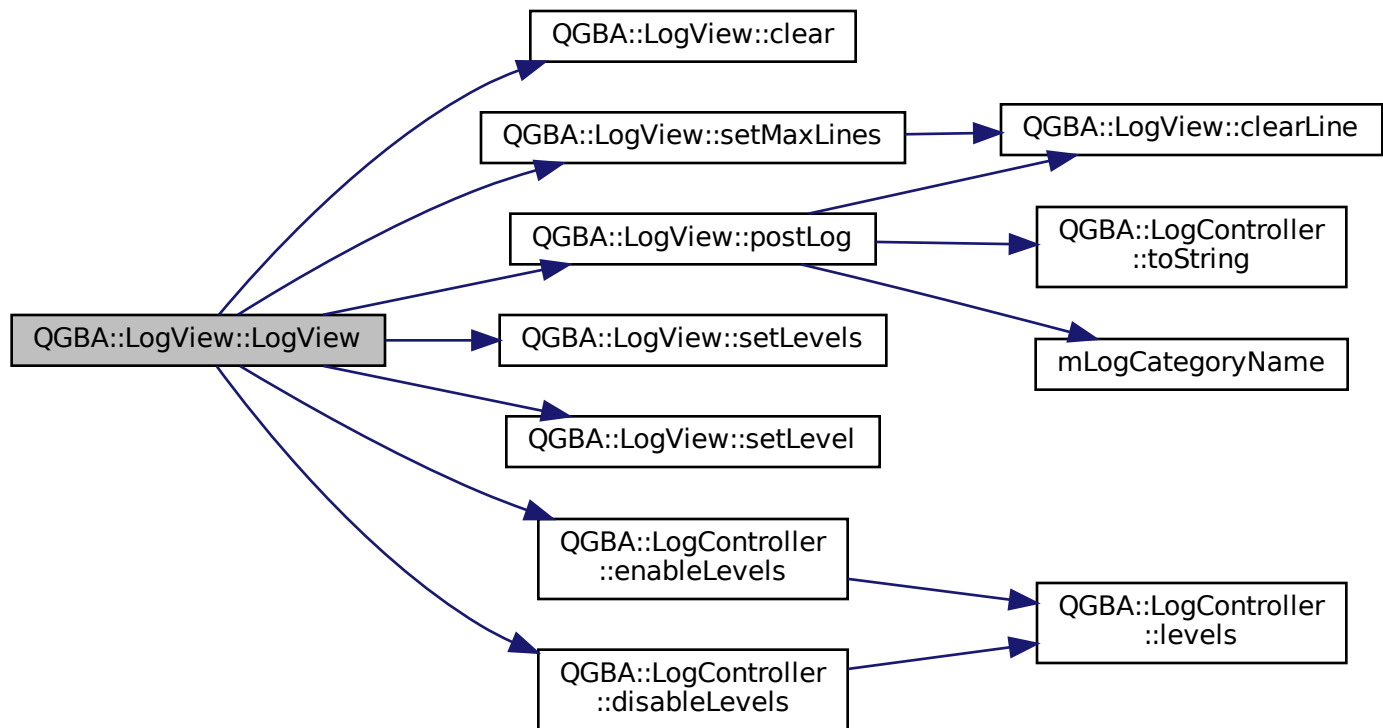 QGBA::LogView::clear
QGBA::LogView::setMaxLines
QGBA::LogView::clearLine
QGBA::LogView::postLog
QGBA::LogController
::toString
QGBA::LogView::LogView
QGBA::LogView::setLevels
mLogCategoryName
QGBA::LogView::setLevel
QGBA::LogController
::enableLevels
QGBA::LogController
::levels
QGBA::LogController
::disableLevels